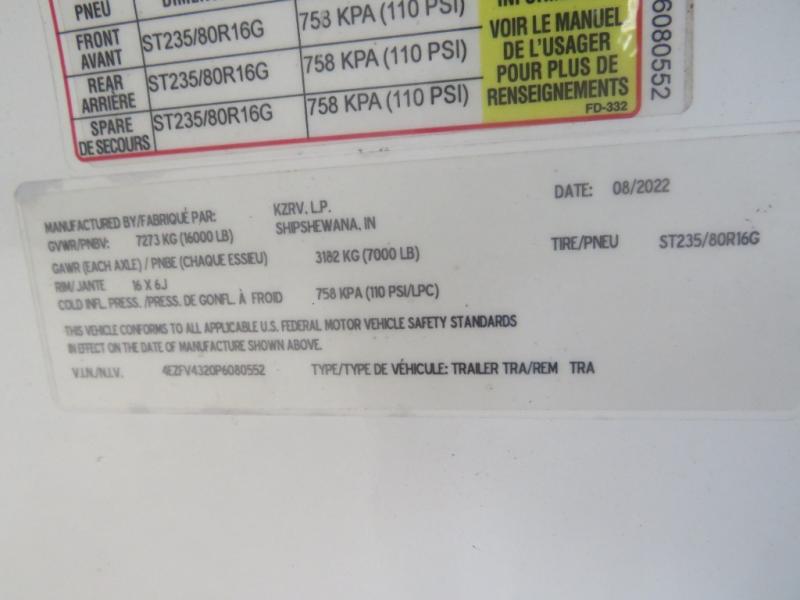 PNEU
FRONT AVANT ST235/80R16G 758 KPA (110 PSI)
REAR ARRIÈRE ST235/80R16G 758 KPA (110 PSI)
SPARE DE SECOURS ST235/80R16G 758 KPA (110 PSI)
VOIR LE MANUEL
DE L'USAGER
POUR PLUS DE
RENSEIGNEMENTS
FD-332
6080552
MANUFACTURED BY/FABRIQUÉ PAR: KZRV, L.P. DATE: 08/2022
SHIPSHEWANA, IN
GVWR/PNBV: 7273 KG (16000 LB)
GAWR (EACH AXLE) / PNBE (CHAQUE ESSIEU) 3182 KG (7000 LB) TIRE/PNEU ST235/80R16G
RIM/JANTE 16 X 6J
COLD INFL. PRESS. /PRESS. DE GONFL. À FROID 758 KPA (110 PSI/LPC)
THIS VEHICLE CONFORMS TO ALL APPLICABLE U.S. FEDERAL MOTOR VEHICLE SAFETY STANDARDS
IN EFFECT ON THE DATE OF MANUFACTURE SHOWN ABOVE.
V.I.N./N.I.V. 4EZFV4320P6080552 TYPE/TYPE DE VÉHICULE: TRAILER TRA/REM TRA